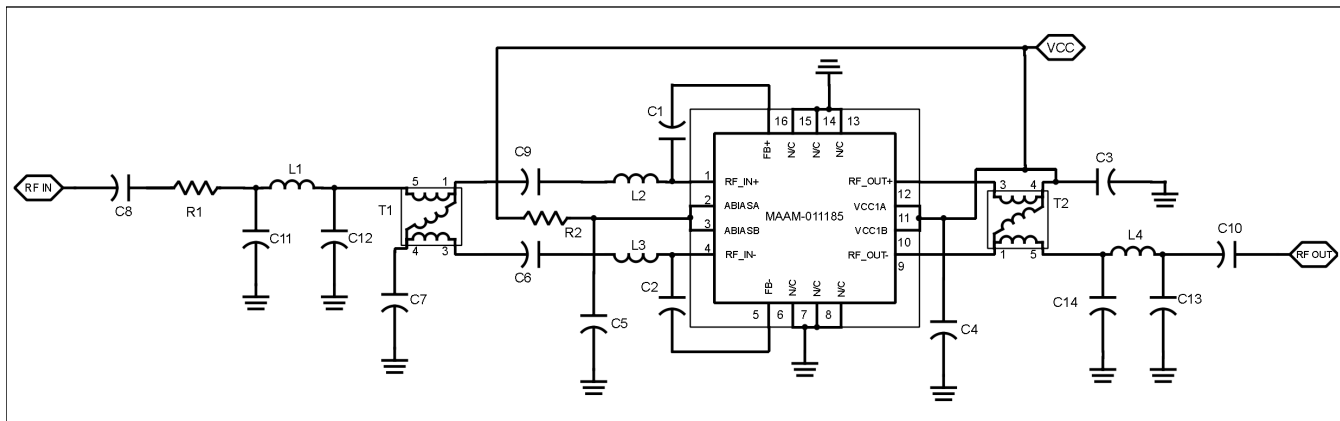 VCC
C1
16 15 14 13
FB+ N/C N/C N/C
C9
L1
L2
C3
RF IN
C8
R1
5 1
T1
4 3
1 RF_IN+
2 ABIASA
3 ABIASB
4 RF_IN-
MAAM-011185
RF_OUT+ 12
VCC1A 11
VCC1B 10
RF_OUT- 9
3 4
T2
1 5
R2
C11
C12
C6
L3
L4
C10
RF OUT
C7
C2
FB- N/C N/C N/C
5 6 7 8
C5
C4
C14
C13